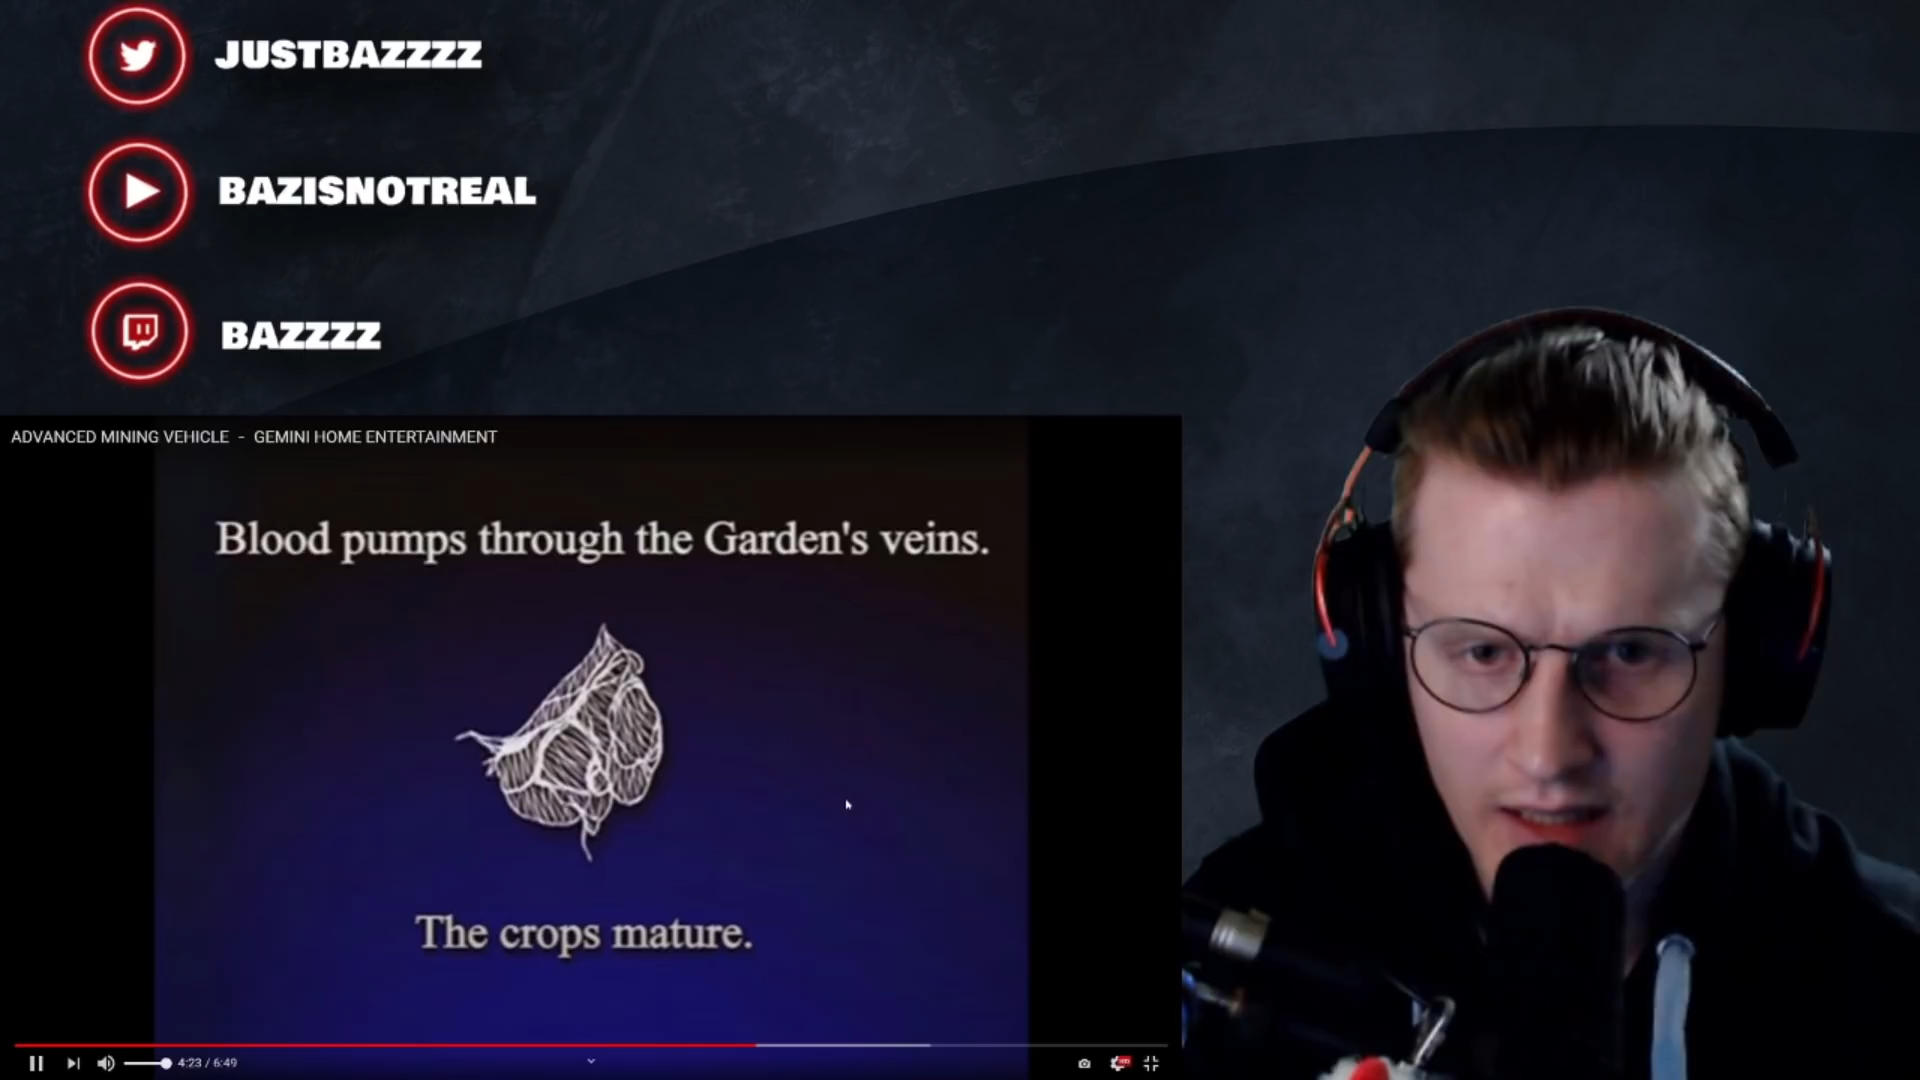 JUSTBAZZZZ
BAZISNOTREAL
BAZZZZ
ADVANCED MINING VEHICLE - GEMINI HOME ENTERTAINMENT
Blood pumps through the Garden's veins.
The crops mature.
4:23 / 6:49